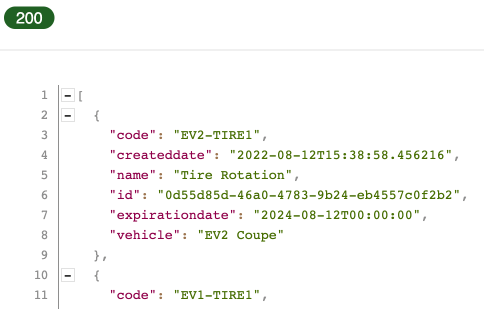 200
1 [
2 {
3 "code": "EV2-TIRE1",
4 "createddate": "2022-08-12T15:38:58.456216",
5 "name": "Tire Rotation",
6 "id": "0d55d85d-46a0-4783-9b24-eb4557c0f2b2",
7 "expirationdate": "2024-08-12T00:00:00",
8 "vehicle": "EV2 Coupe"
9 },
10 {
11 "code": "EV1-TIRE1",